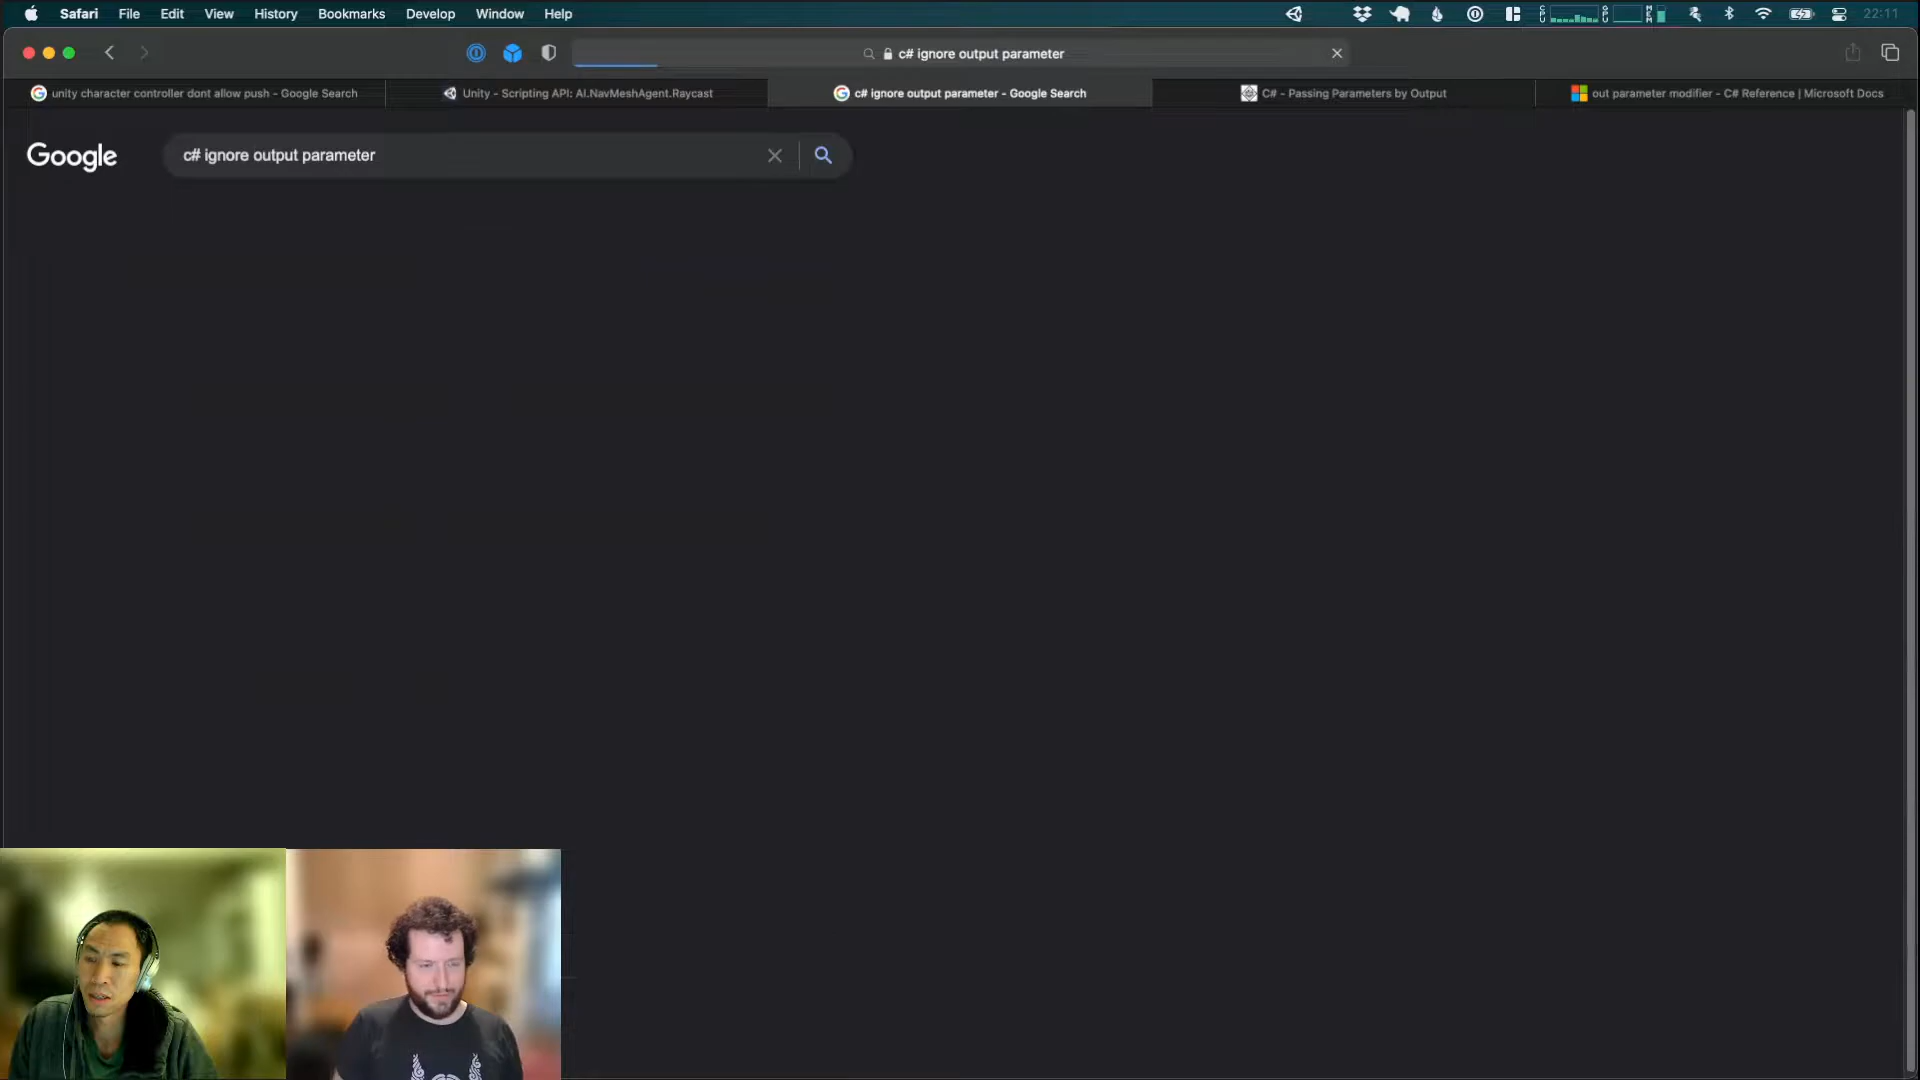 Safari File Edit View History Bookmarks Develop Window Help 22:11
c# ignore output parameter
unity character controller dont allow push - Google Search
Unity - Scripting API: AI.NavMeshAgent.Raycast
c# ignore output parameter - Google Search
C# - Passing Parameters by Output
out parameter modifier - C# Reference | Microsoft Docs
Google
c# ignore output parameter